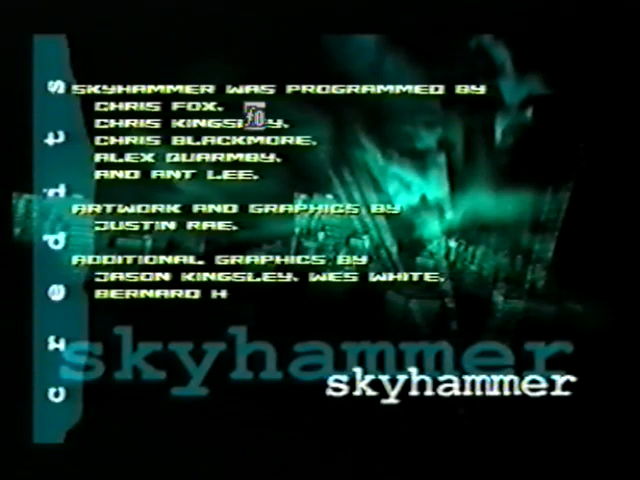 credits
SKYHAMMER WAS PROGRAMMED BY
CHRIS FOX.
CHRIS KINGSLEY.
CHRIS BLACKMORE.
ALEX QUARMBY.
AND ANT LEE.
ARTWORK AND GRAPHICS BY
JUSTIN RAE.
ADDITIONAL GRAPHICS BY
JASON KINGSLEY. WES WHITE.
BERNARD H
skyhammer
skyhammer